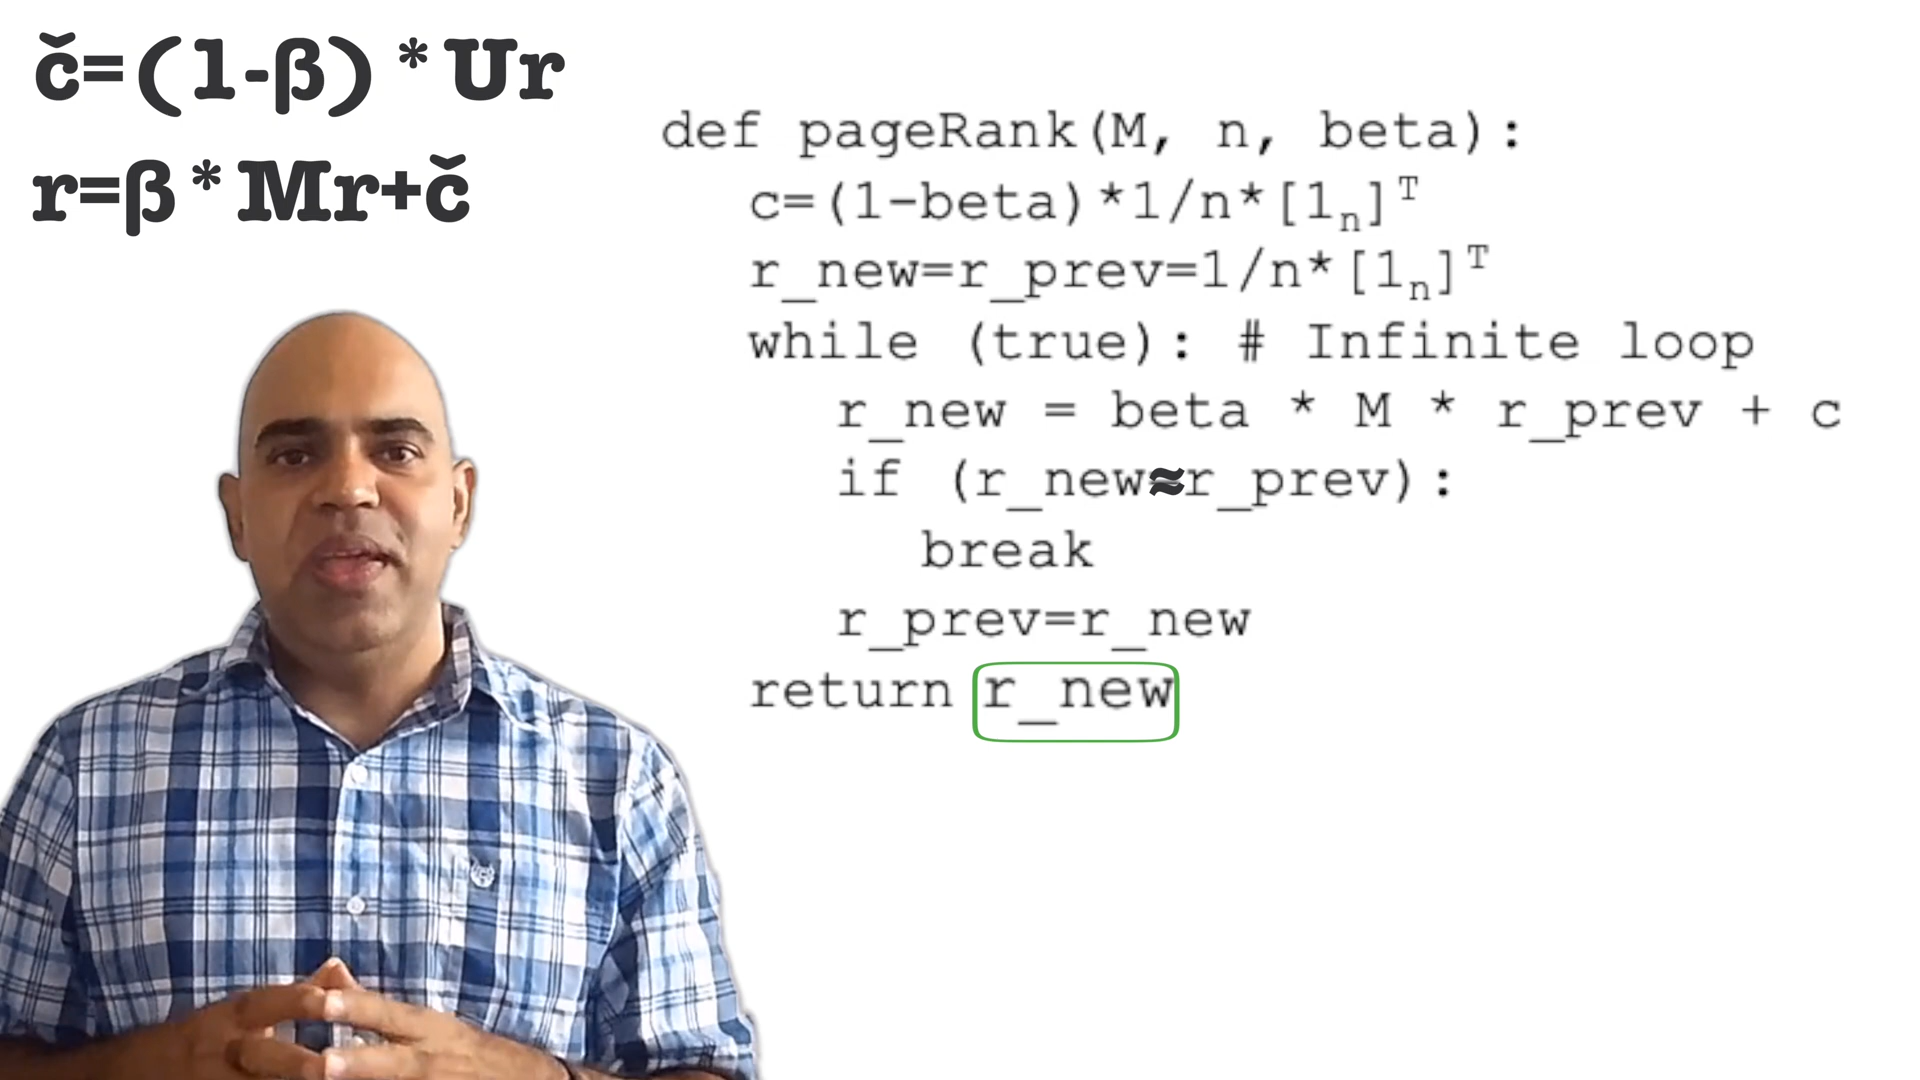 č=(1-β)*Ur
r=β*Mr+č
def pageRank(M, n, beta):
c=(1-beta)*1/n*[1ₙ]ᵀ
r_new=r_prev=1/n*[1ₙ]ᵀ
while (true): # Infinite loop
r_new = beta * M * r_prev + c
if (r_new≈r_prev):
break
r_prev=r_new
return r_new